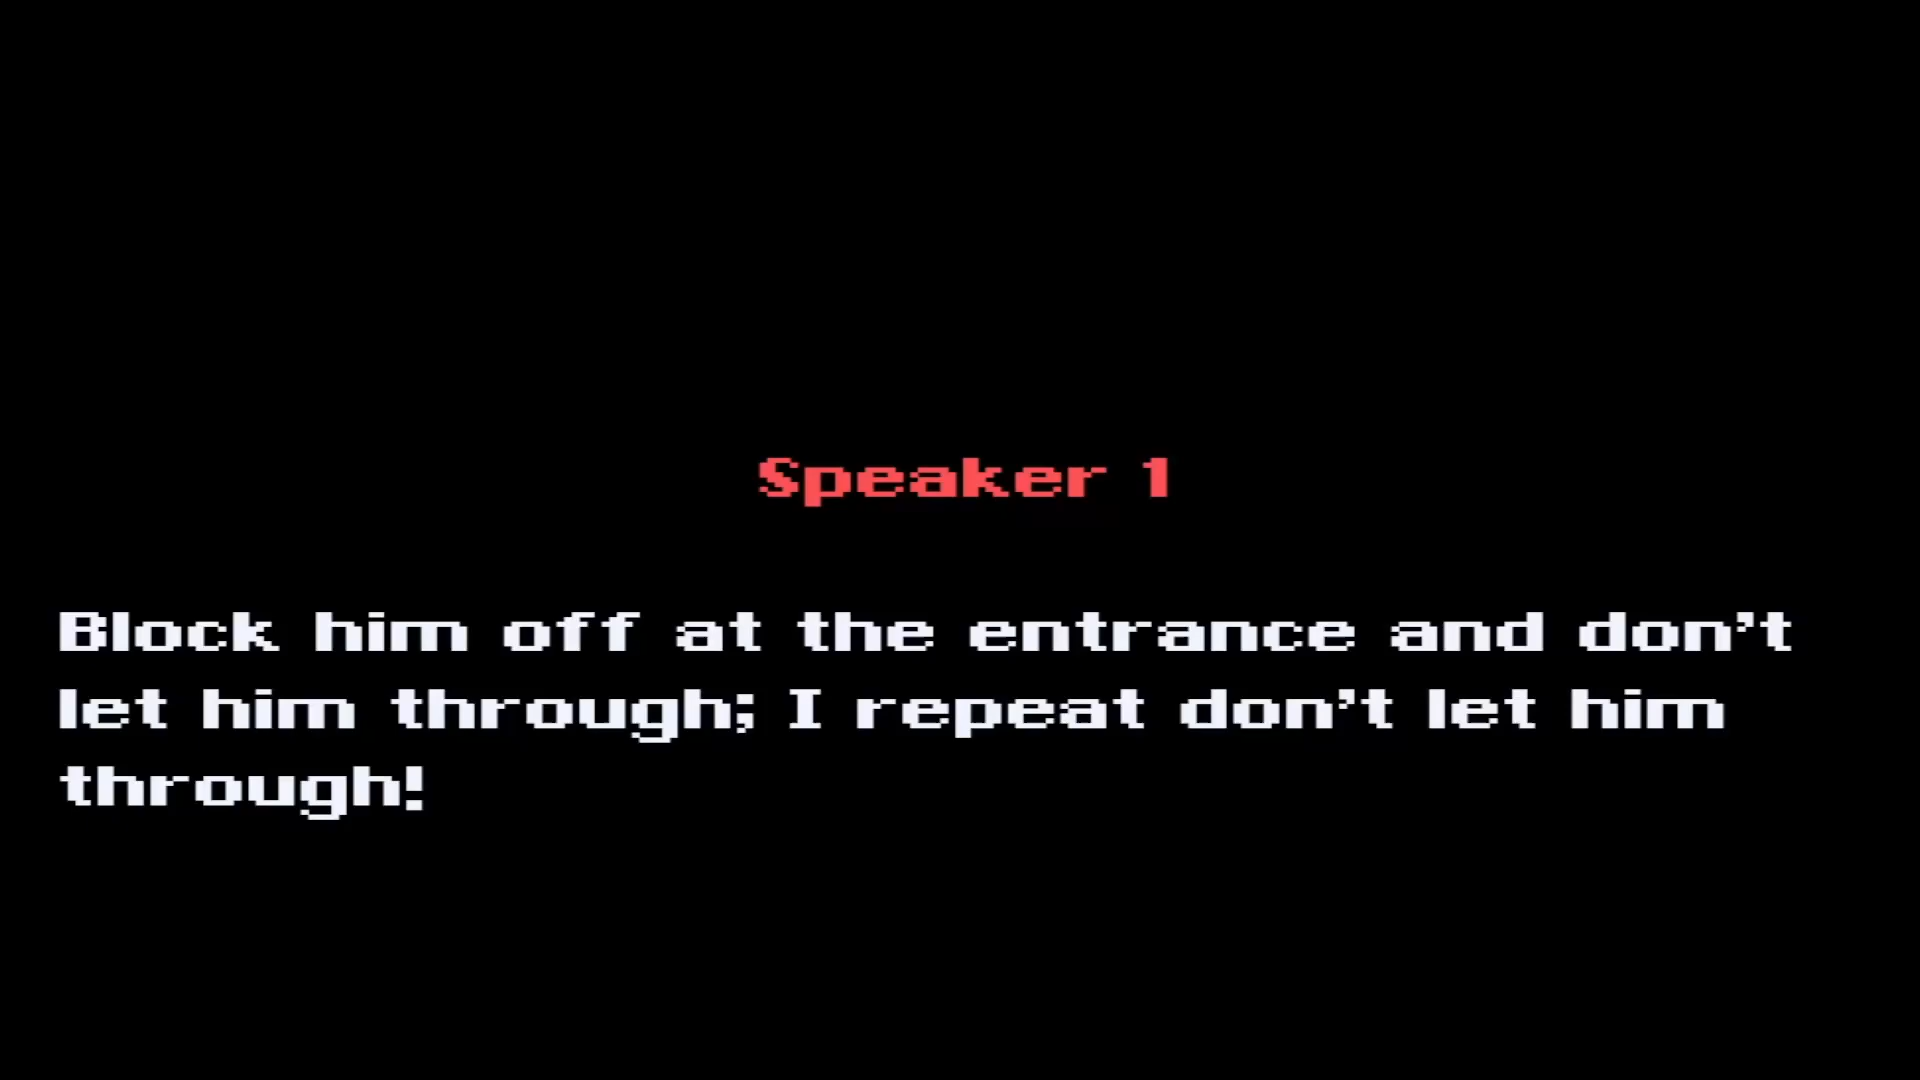 Speaker 1
Block him off at the entrance and don't
let him through; I repeat don't let him
through!